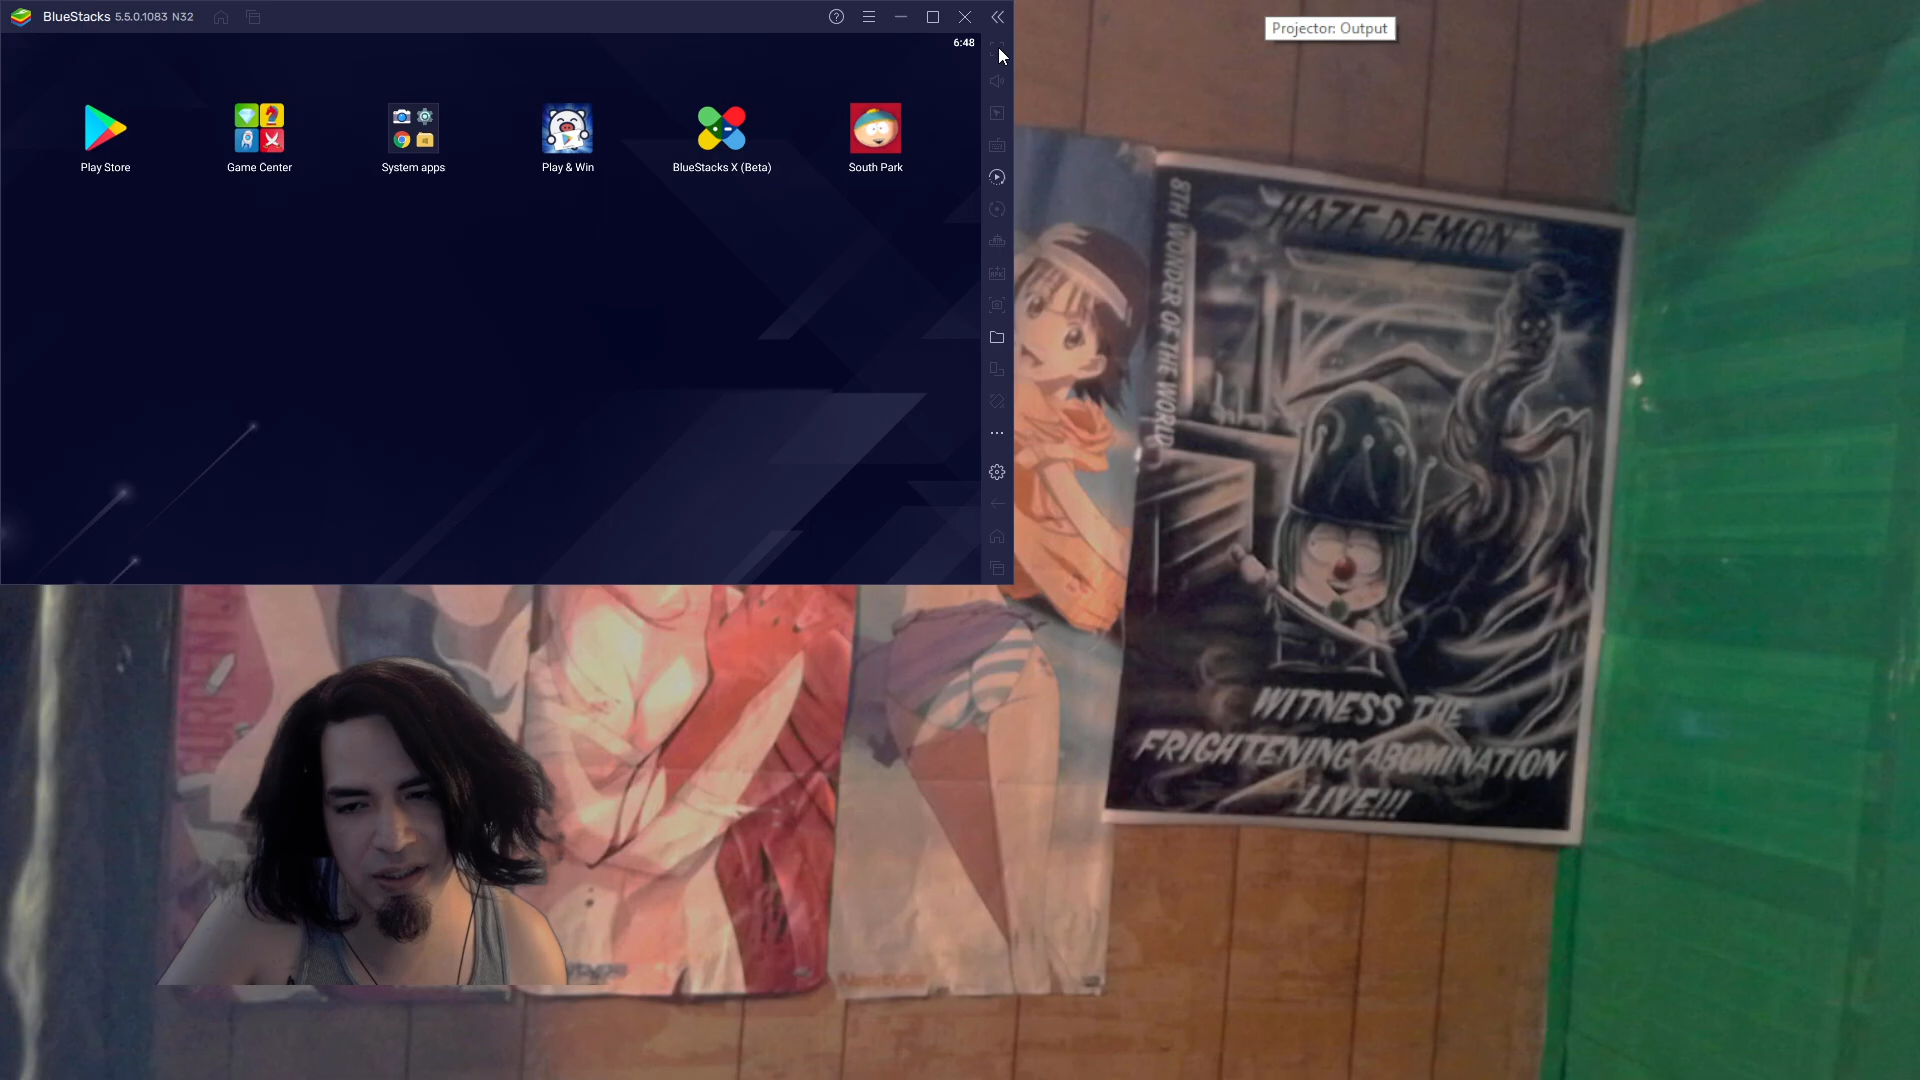 BlueStacks 5.5.0.1083 N32
Projector: Output
6:48
Play Store
Game Center
System apps
Play & Win
BlueStacks X (Beta)
South Park
HAZE DEMON
8TH WONDER OF THE WORLD
WITNESS THE
FRIGHTENING ABOMINATION
LIVE!!!